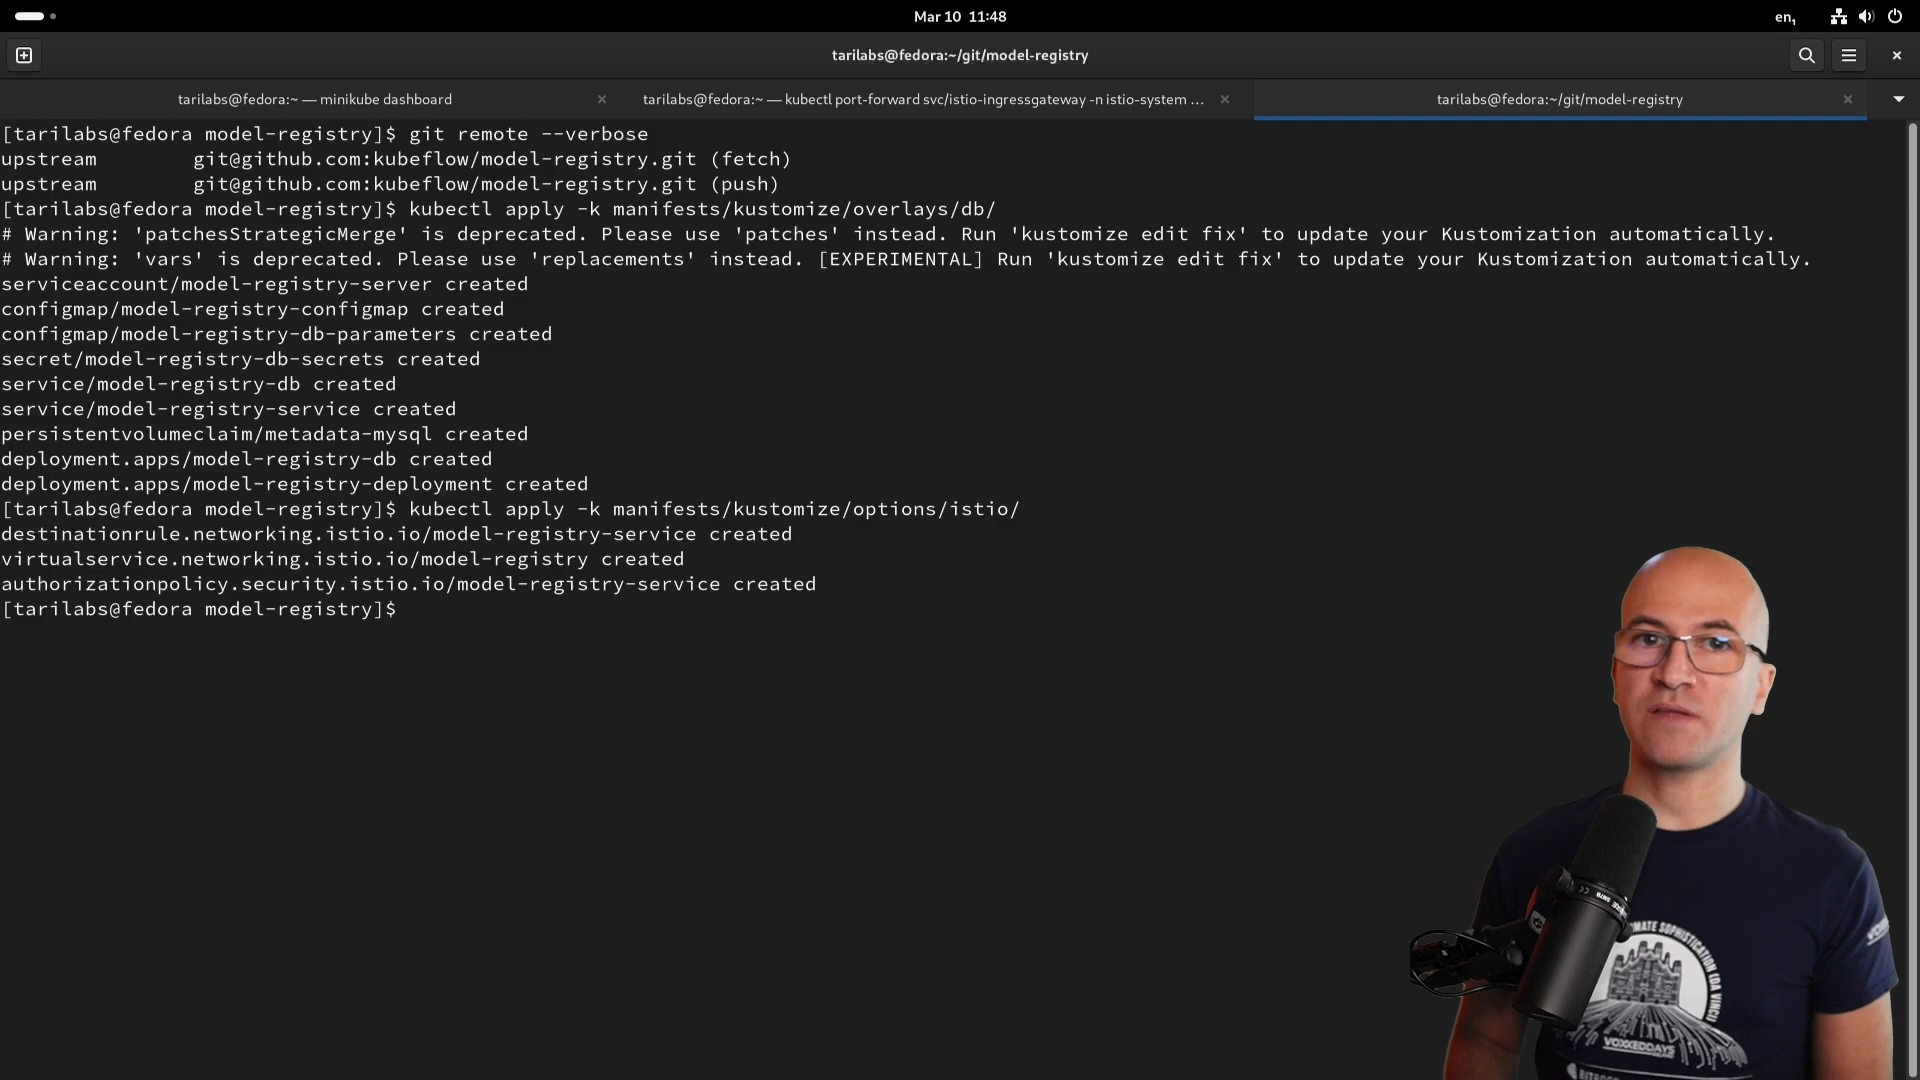 Mar 10 11:48
en₁
tarilabs@fedora:~/git/model-registry
tarilabs@fedora:~ — minikube dashboard
tarilabs@fedora:~ — kubectl port-forward svc/istio-ingressgateway -n istio-system ...
tarilabs@fedora:~/git/model-registry
[tarilabs@fedora model-registry]$ git remote --verbose
upstream        git@github.com:kubeflow/model-registry.git (fetch)
upstream        git@github.com:kubeflow/model-registry.git (push)
[tarilabs@fedora model-registry]$ kubectl apply -k manifests/kustomize/overlays/db/
# Warning: 'patchesStrategicMerge' is deprecated. Please use 'patches' instead. Run 'kustomize edit fix' to update your Kustomization automatically.
# Warning: 'vars' is deprecated. Please use 'replacements' instead. [EXPERIMENTAL] Run 'kustomize edit fix' to update your Kustomization automatically.
serviceaccount/model-registry-server created
configmap/model-registry-configmap created
configmap/model-registry-db-parameters created
secret/model-registry-db-secrets created
service/model-registry-db created
service/model-registry-service created
persistentvolumeclaim/metadata-mysql created
deployment.apps/model-registry-db created
deployment.apps/model-registry-deployment created
[tarilabs@fedora model-registry]$ kubectl apply -k manifests/kustomize/options/istio/
destinationrule.networking.istio.io/model-registry-service created
virtualservice.networking.istio.io/model-registry created
authorizationpolicy.security.istio.io/model-registry-service created
[tarilabs@fedora model-registry]$
SM7B
SOPHISTICATION
DA VINCI
VOXXEDDAYS